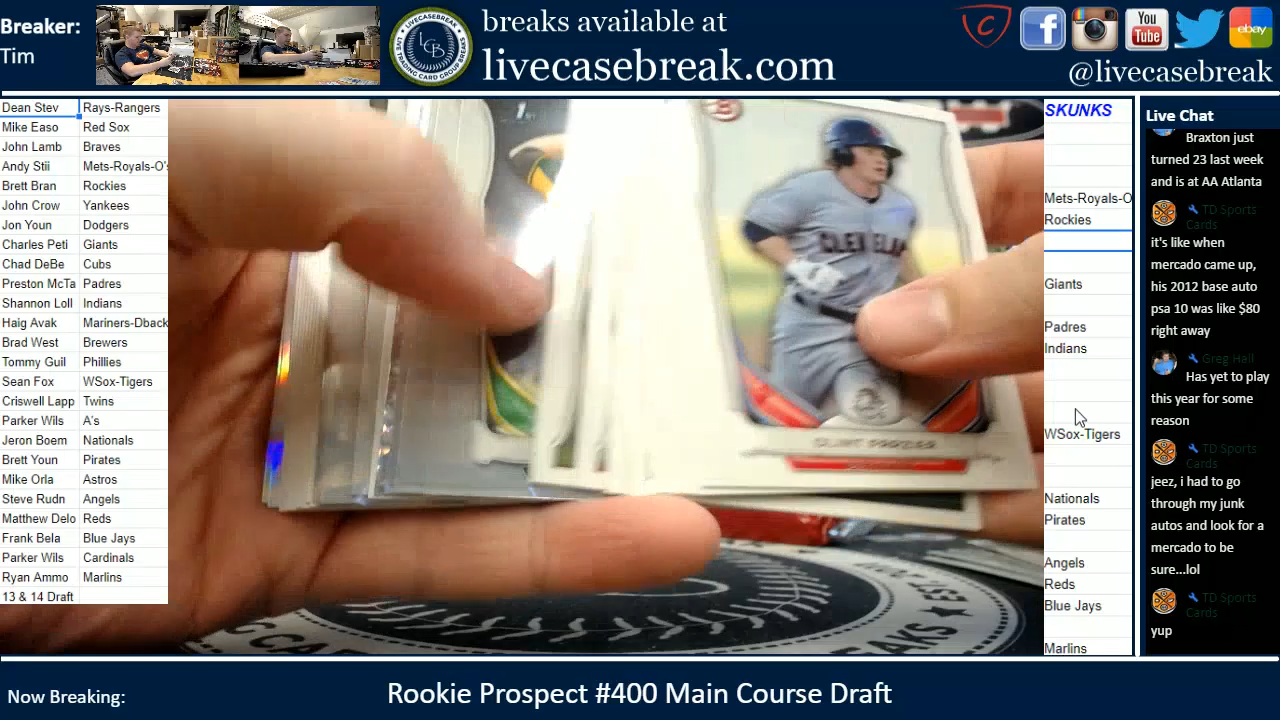 Breaker:
Tim
breaks available at
livecasebreak.com
LCB
You
Tube
ebay
@livecasebreak
Dean Stev Rays-Rangers
Mike Easo Red Sox
John Lamb Braves
Andy Stii Mets-Royals-O's
Brett Bran Rockies
John Crow Yankees
Jon Youn Dodgers
Charles Peti Giants
Chad DeBe Cubs
Preston McTa Padres
Shannon Loll Indians
Haig Avak Mariners-Dback
Brad West Brewers
Tommy Guil Phillies
Sean Fox WSox-Tigers
Criswell Lapp Twins
Parker Wils A's
Jeron Boem Nationals
Brett Youn Pirates
Mike Orla Astros
Steve Rudn Angels
Matthew Delo Reds
Frank Bela Blue Jays
Parker Wils Cardinals
Ryan Ammo Marlins
13 & 14 Draft
CLINT FRAZIER
SKUNKS
Mets-Royals-O
Rockies
Giants
Padres
Indians
WSox-Tigers
Nationals
Pirates
Angels
Reds
Blue Jays
Marlins
Live Chat
Braxton just
turned 23 last week
and is at AA Atlanta
TD Sports
Cards
it's like when
mercado came up,
his 2012 base auto
psa 10 was like $80
right away
Greg Hall
Has yet to play
this year for some
reason
TD Sports
Cards
jeez, i had to go
through my junk
autos and look for a
mercado to be
sure...lol
TD Sports
Cards
yup
Now Breaking:
Rookie Prospect #400 Main Course Draft